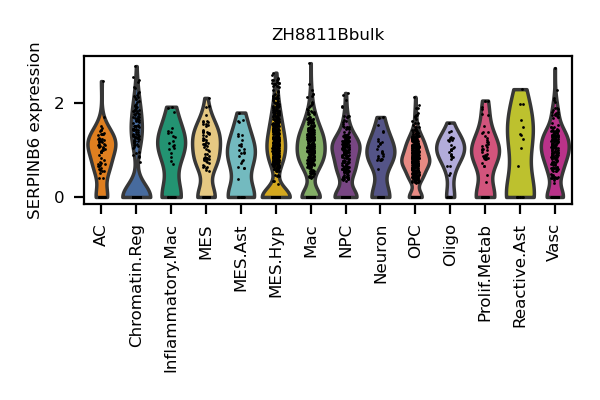 ZH8811Bbulk
SERPINB6 expression
2
0
AC
Chromatin.Reg
Inflammatory.Mac
MES
MES.Ast
MES.Hyp
Mac
NPC
Neuron
OPC
Oligo
Prolif.Metab
Reactive.Ast
Vasc